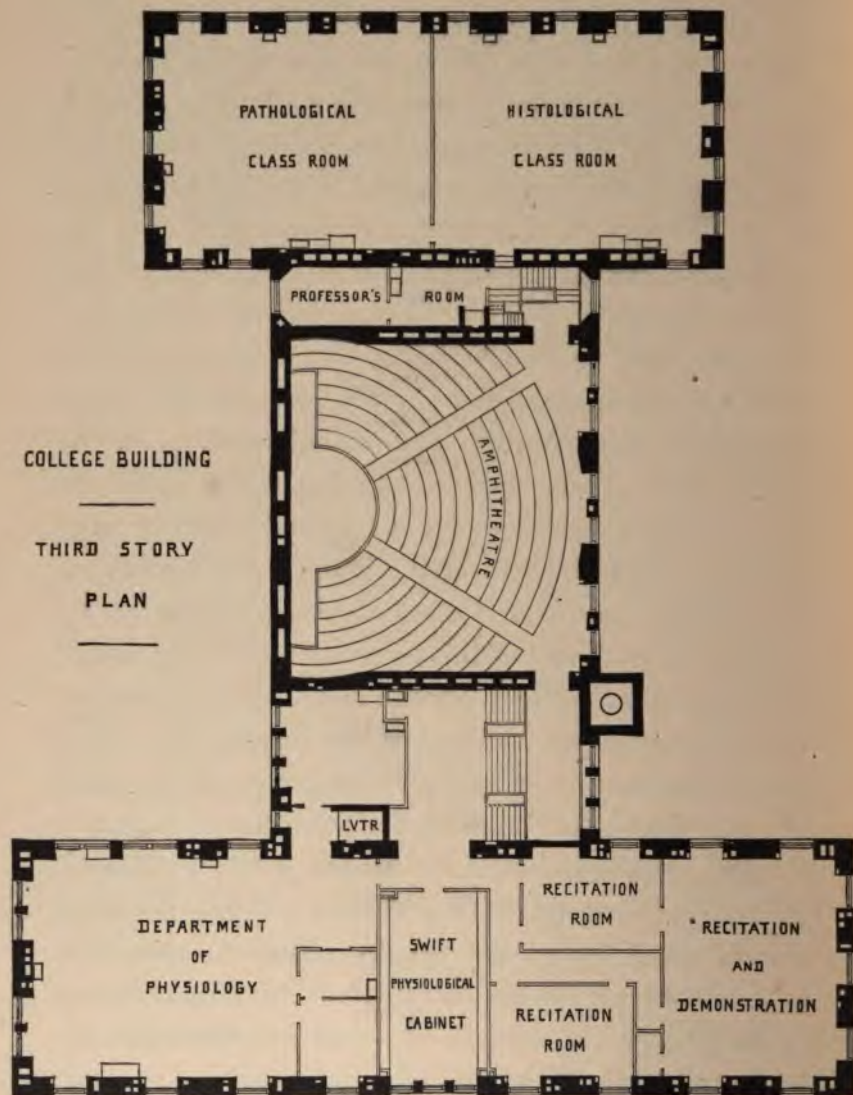 PATHOLOGICAL
CLASS ROOM
HISTOLOGICAL
CLASS ROOM
PROFESSOR'S ROOM
COLLEGE BUILDING
THIRD STORY
PLAN
AMPHITHEATRE
LVTR
DEPARTMENT
OF
PHYSIOLOGY
SWIFT
PHYSIOLOGICAL
CABINET
RECITATION
ROOM
RECITATION
ROOM
RECITATION
AND
DEMONSTRATION